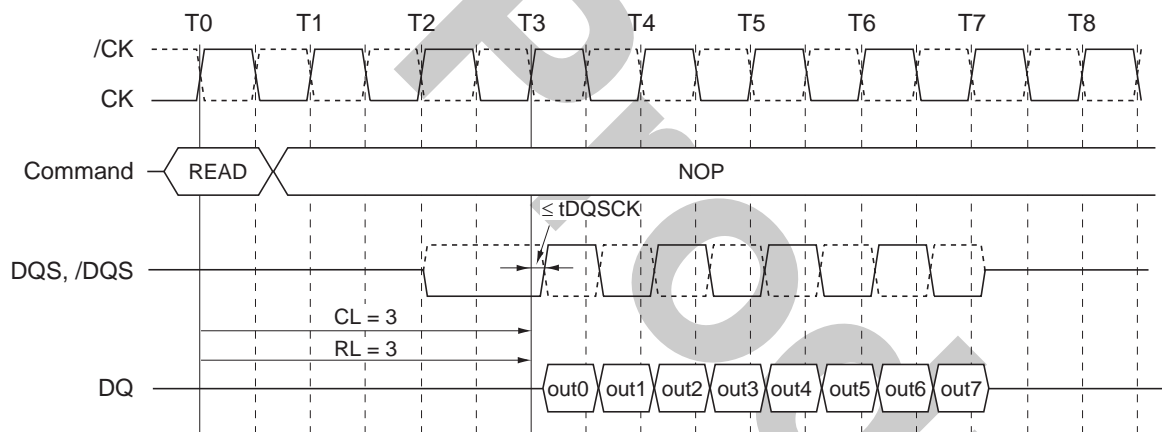 T0 T1 T2 T3 T4 T5 T6 T7 T8
/CK
CK
Command READ NOP
≤ tDQSCK
DQS, /DQS
CL = 3
RL = 3
DQ out0 out1 out2 out3 out4 out5 out6 out7